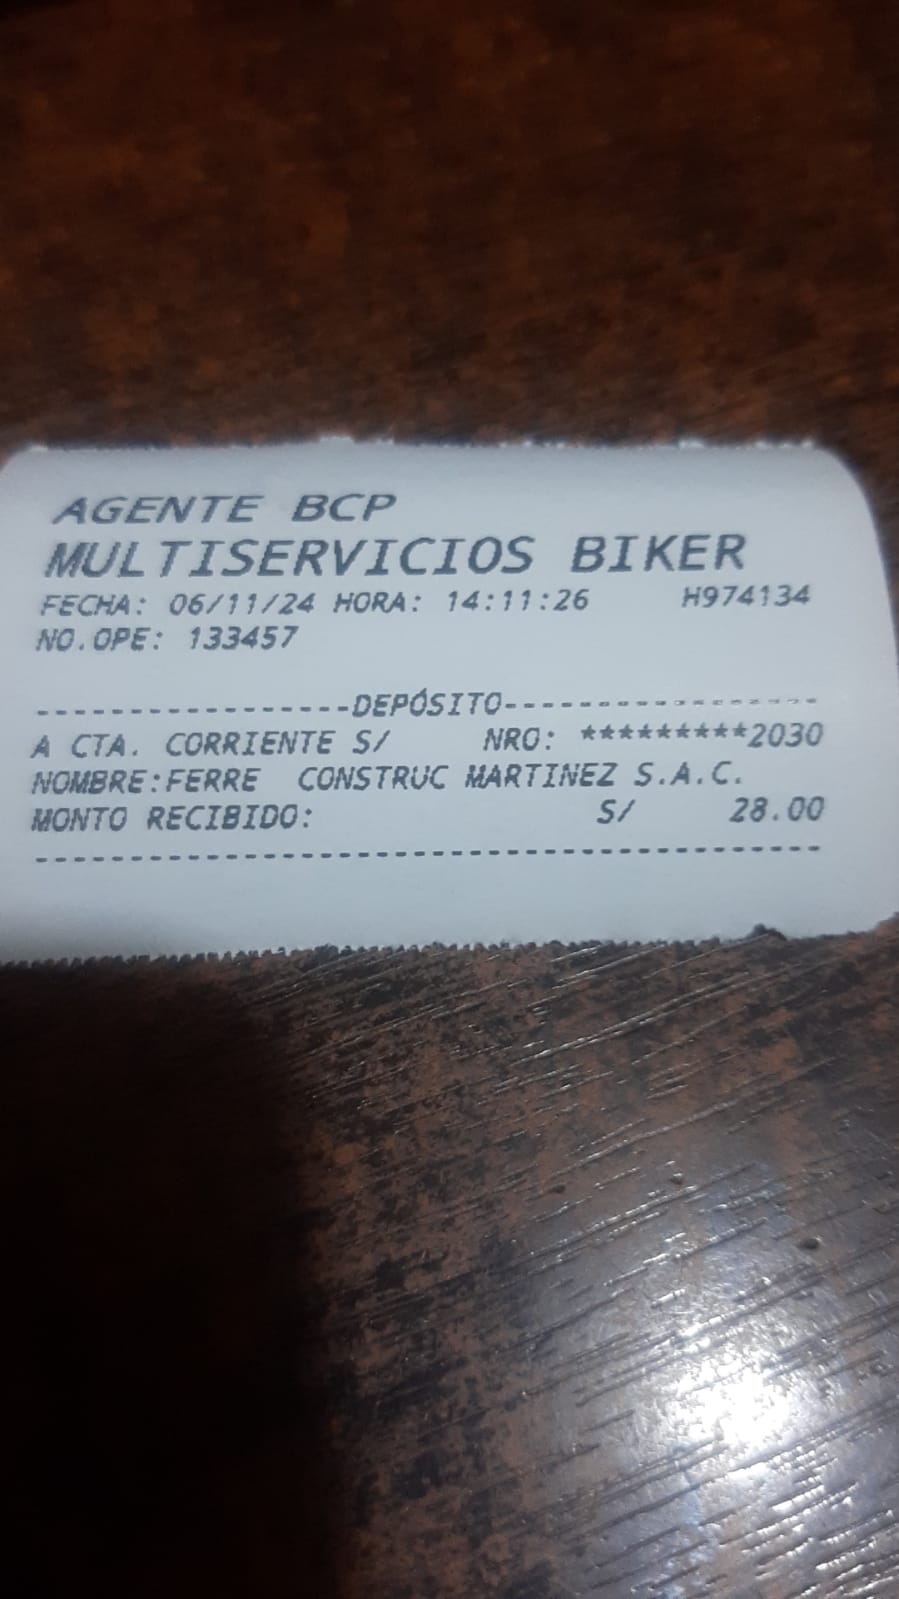 AGENTE BCP
MULTISERVICIOS BIKER
FECHA: 06/11/24 HORA: 14:11:26 H974134
NO.OPE: 133457
-----------------DEPÓSITO-----------------
A CTA. CORRIENTE S/ NRO: *********2030
NOMBRE:FERRE CONSTRUC MARTINEZ S.A.C.
MONTO RECIBIDO: S/ 28.00
------------------------------------------